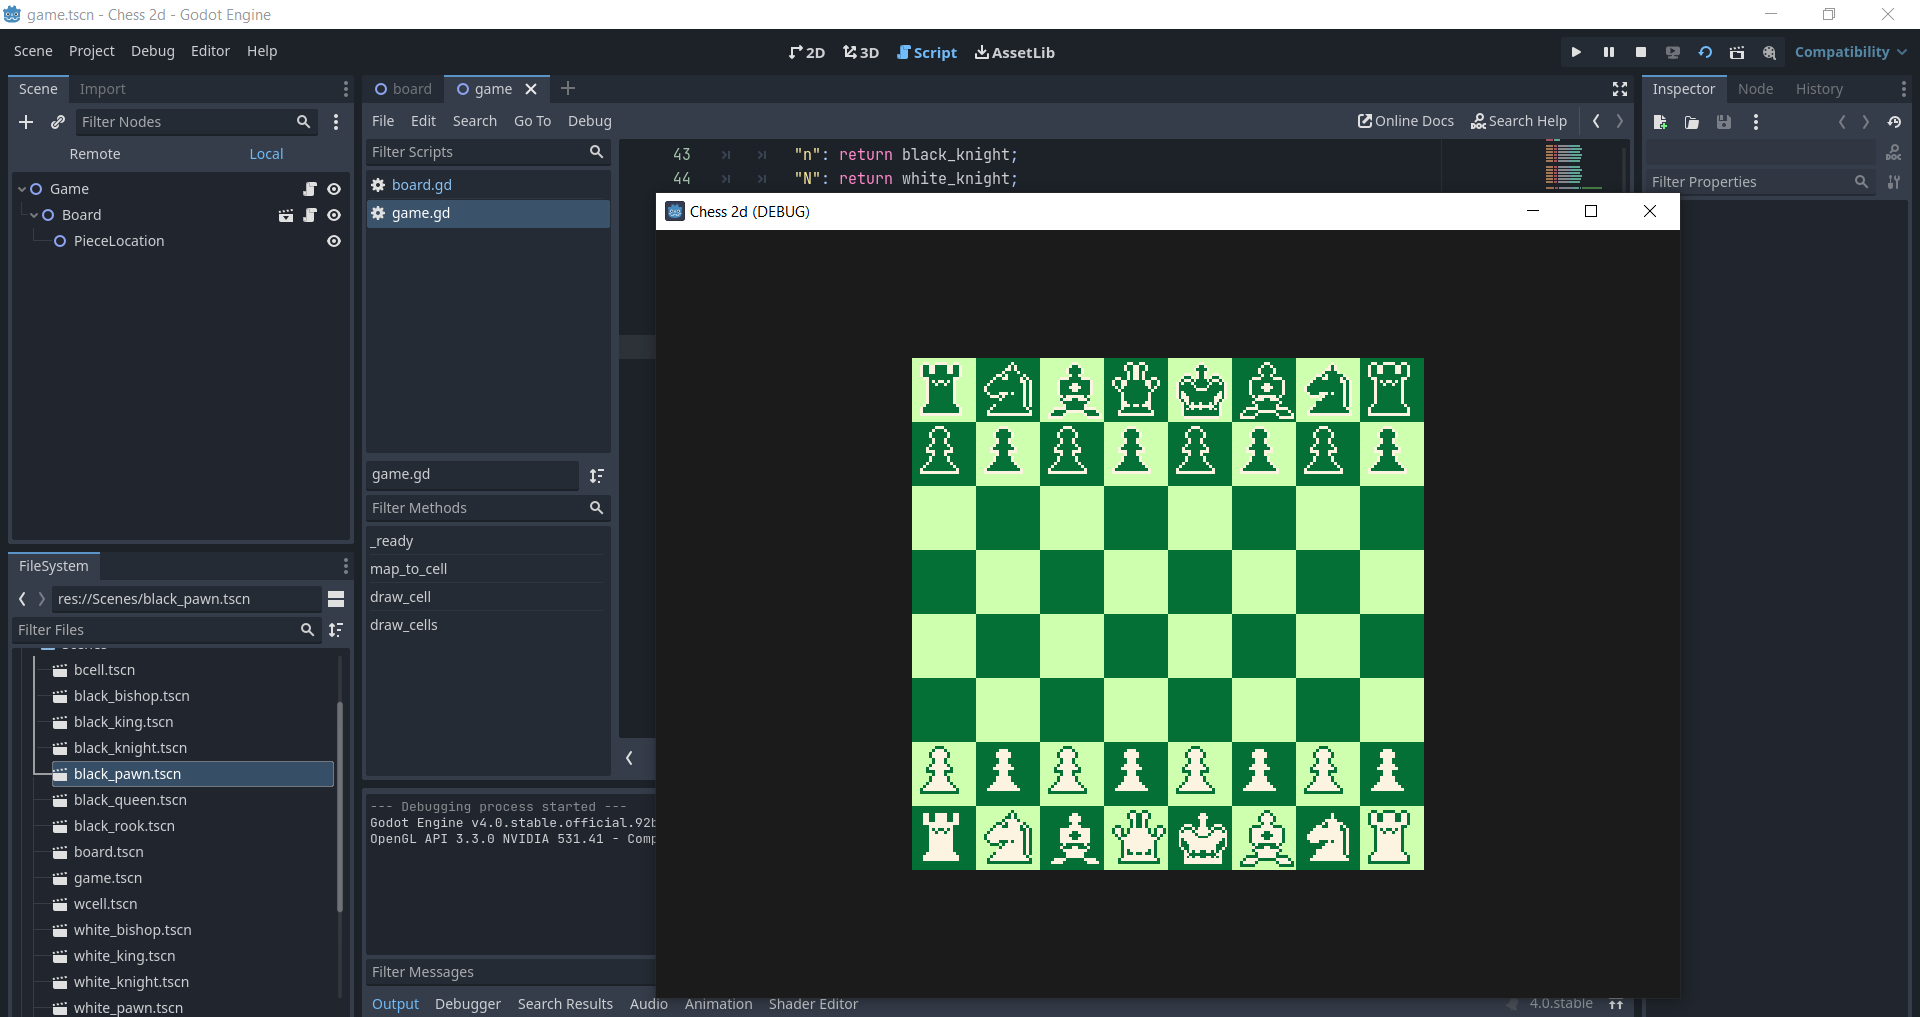 game.tscn - Chess 2d - Godot Engine
Scene Project Debug Editor Help
2D 3D Script AssetLib
Compatibility
Scene Import
Filter Nodes
Remote Local
Game
Board
PieceLocation
FileSystem
res://Scenes/black_pawn.tscn
Filter Files
bcell.tscn
black_bishop.tscn
black_king.tscn
black_knight.tscn
black_pawn.tscn
black_queen.tscn
black_rook.tscn
board.tscn
game.tscn
wcell.tscn
white_bishop.tscn
white_king.tscn
white_knight.tscn
white_pawn.tscn
board game
File Edit Search Go To Debug
Online Docs Search Help
Filter Scripts
board.gd
game.gd
game.gd
Filter Methods
_ready
map_to_cell
draw_cell
draw_cells
43 "n": return black_knight;
44 "N": return white_knight;
Chess 2d (DEBUG)
--- Debugging process started ---
Godot Engine v4.0.stable.official.92b
OpenGL API 3.3.0 NVIDIA 531.41 - Comp
Filter Messages
Output Debugger Search Results Audio Animation Shader Editor
4.0.stable
Inspector Node History
Filter Properties